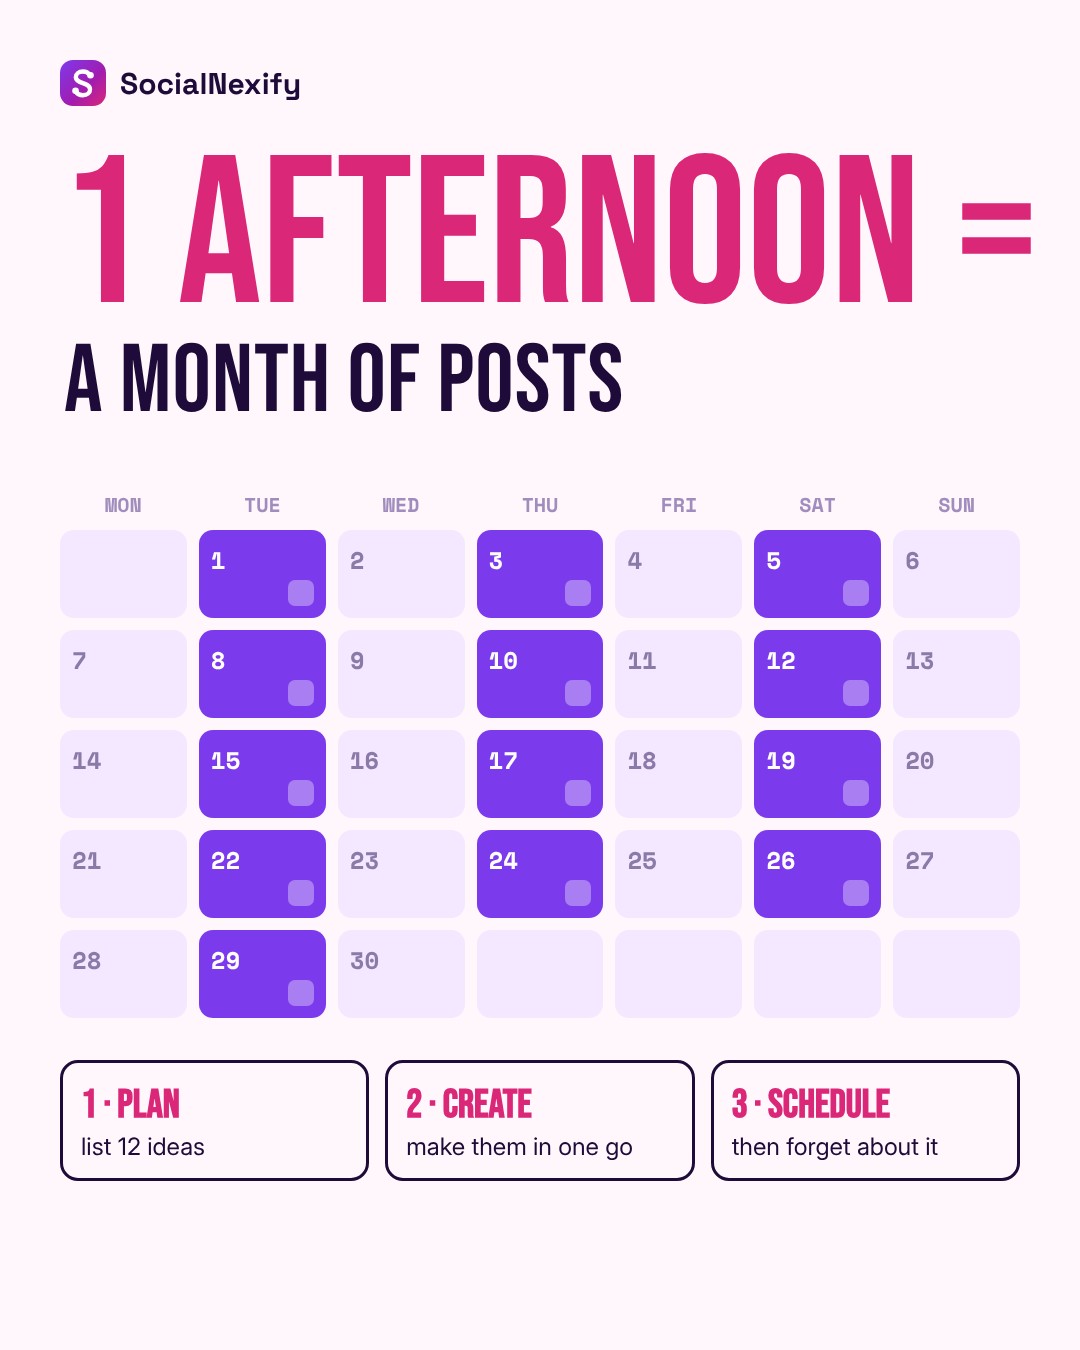 SocialNexify
1 AFTERNOON =
A MONTH OF POSTS
MON TUE WED THU FRI SAT SUN
1 2 3 4 5 6
7 8 9 10 11 12 13
14 15 16 17 18 19 20
21 22 23 24 25 26 27
28 29 30
1 · PLAN
list 12 ideas
2 · CREATE
make them in one go
3 · SCHEDULE
then forget about it